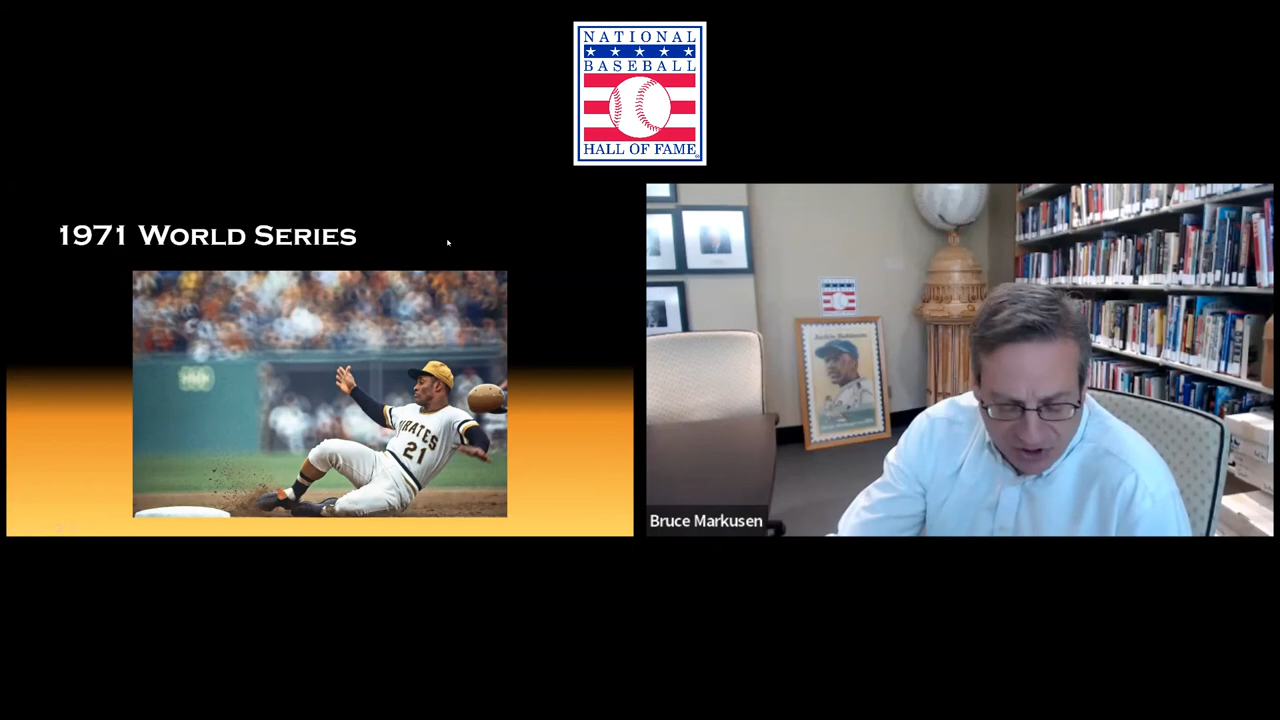 NATIONAL
BASEBALL
HALL OF FAME
1971 WORLD SERIES
PIRATES
21
Bruce Markusen